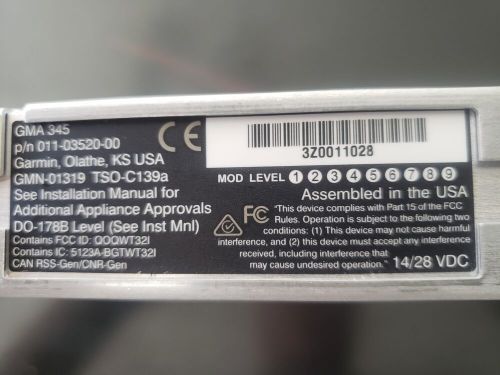 GMA 345
p/n 011-03520-00
Garmin, Olathe, KS USA
GMN-01319 TSO-C139a
See Installation Manual for
Additional Appliance Approvals
DO-178B Level (See Inst Mnl)
Contains FCC ID: QOQWT32I
Contains IC: 5123A-BGTWT32I
CAN RSS-Gen/CNR-Gen
CE
3Z0011028
MOD LEVEL 1 2 3 4 5 6 7 8 9
Assembled in the USA
FC
*This device complies with Part 15 of the FCC
Rules. Operation is subject to the following two
conditions: (1) This device may not cause harmful
interference, and (2) this device must accept any interference
received, including interference that
may cause undesired operation.*
14/28 VDC